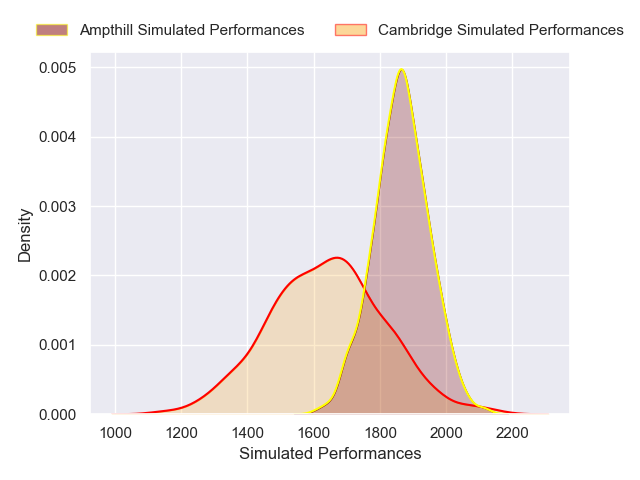 Ampthill Simulated Performances Cambridge Simulated Performances
0.005
0.004
0.003
0.002
0.001
0.000
Density
1000 1200 1400 1600 1800 2000 2200
Simulated Performances